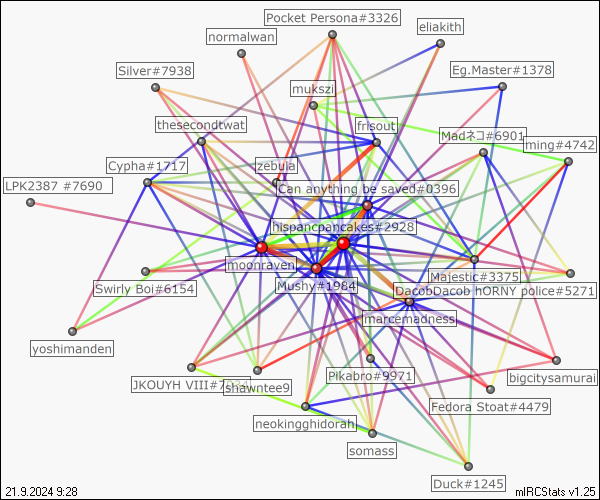 Pocket Persona#3326
eliakith
normalwan
Silver#7938
Eg.Master#1378
mukszi
thesecondtwat
frisout
Madネコ#6901
ming#4742
Cypha#1717
zebula
LPK2387 #7690
Can anything be saved#0396
hispancpancakes#2928
moonraven
Majestic#3375
Swirly Boi#6154
Mushy#1984
DacobDacob hORNY police#5271
marcemadness
yoshimanden
Pikabro#9971
bigcitysamurai
JKOUYH VIII#
shawntee9
Fedora Stoat#4479
neokingghidorah
somass
Duck#1245
21.9.2024 9:28
mIRCStats v1.25